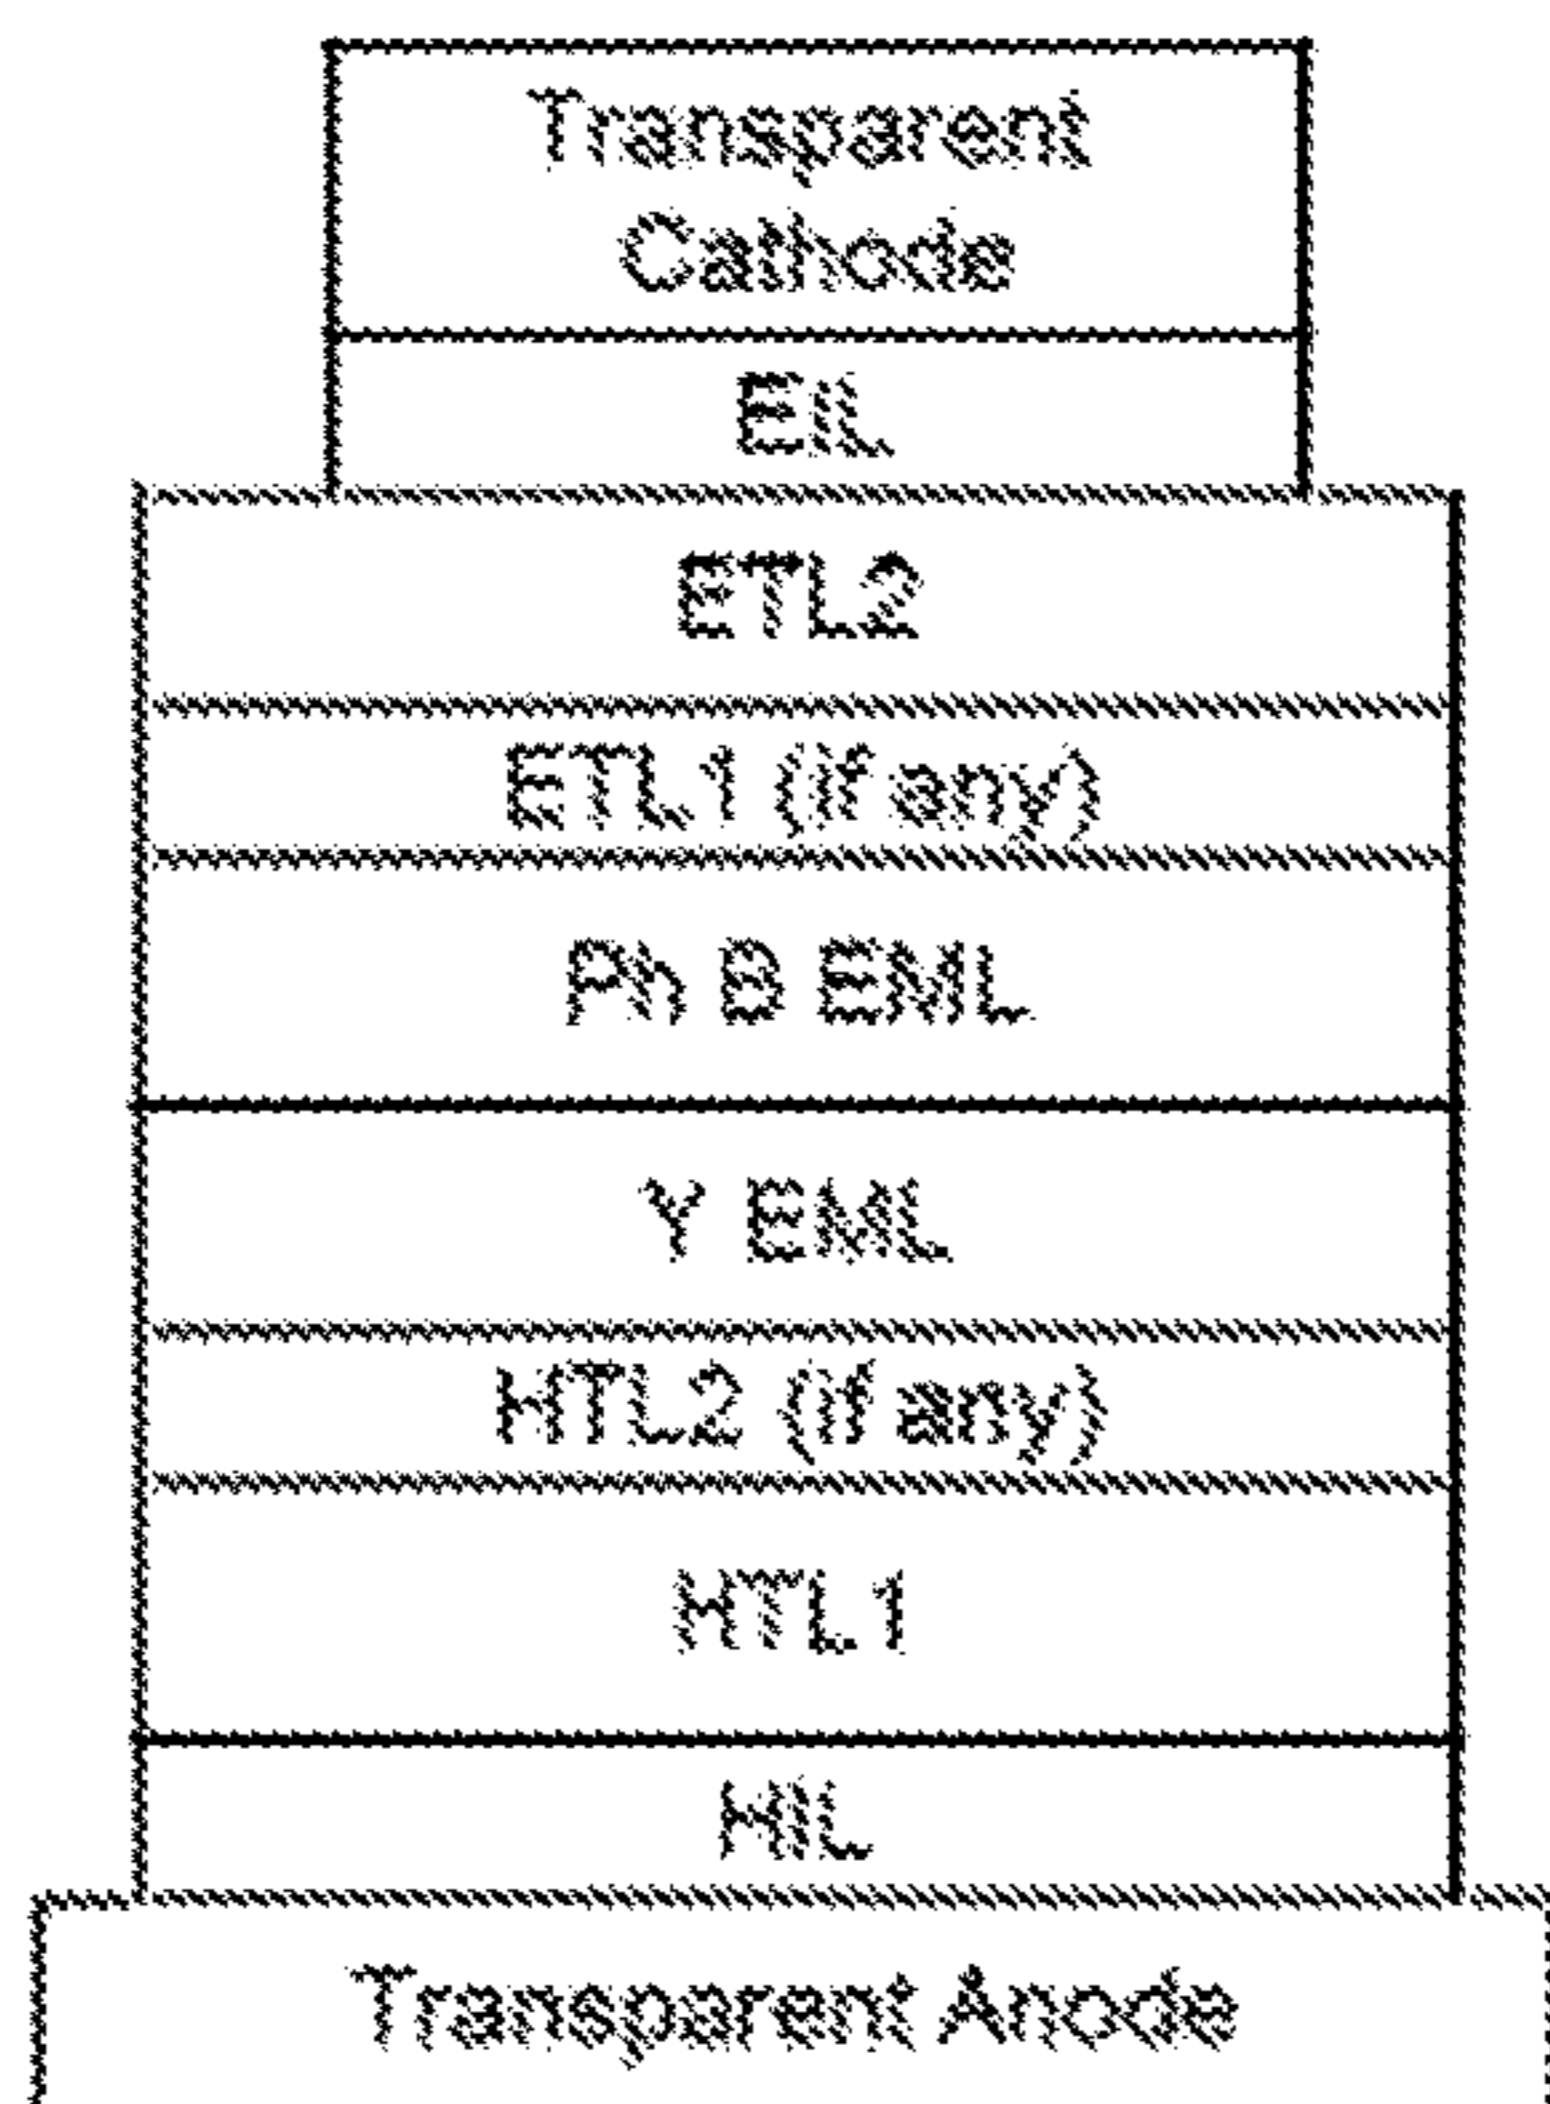 Transparent
Cathode
EIL
ETL2
ETL1 (if any)
Ph B EML
Y EML
HTL2 (if any)
HTL1
HIL
Transparent Anode